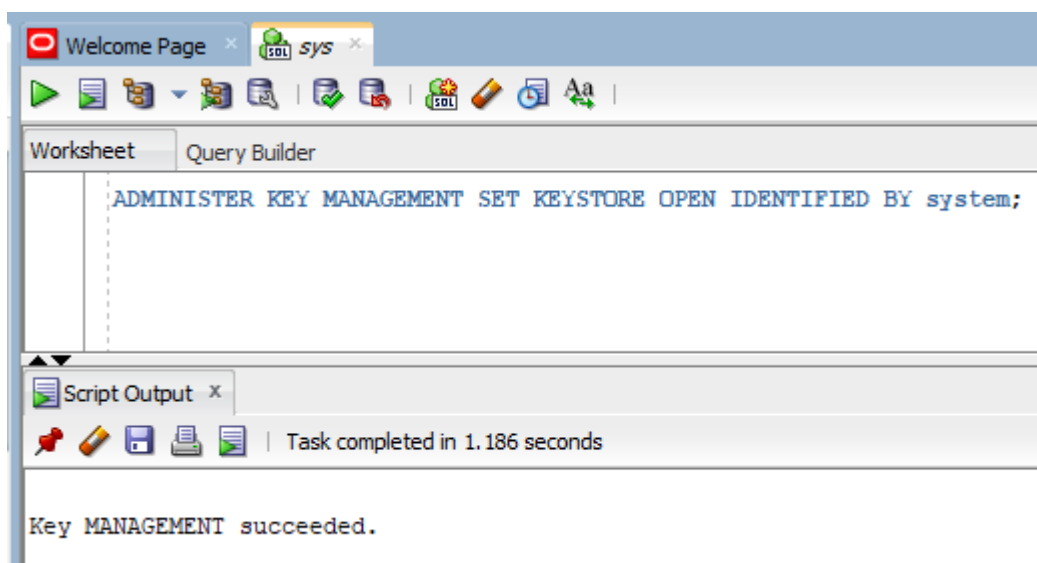 Welcome Page
sys
Worksheet
Query Builder
ADMINISTER KEY MANAGEMENT SET KEYSTORE OPEN IDENTIFIED BY system;
Script Output
Task completed in 1.186 seconds
Key MANAGEMENT succeeded.